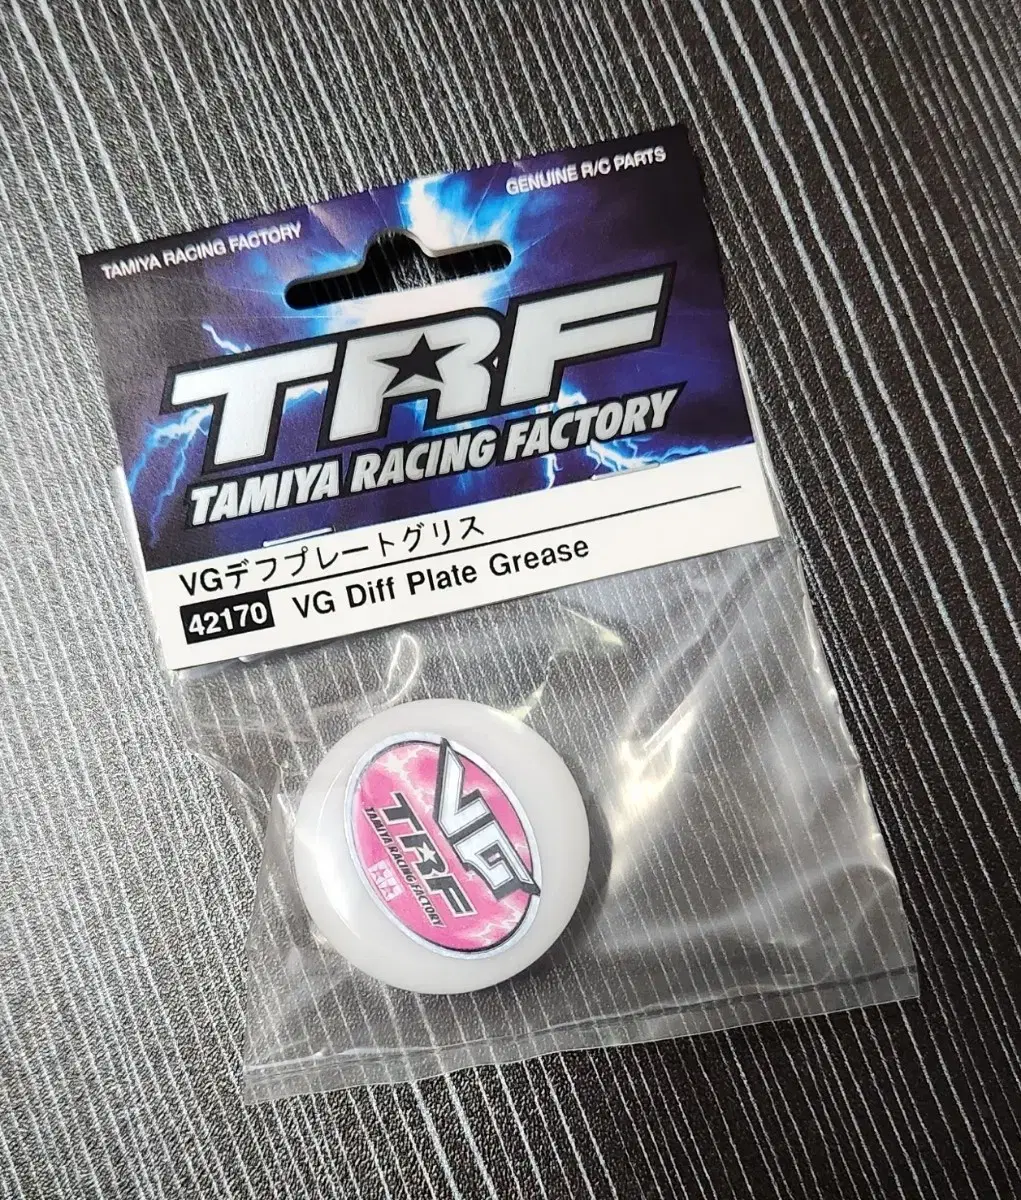 TAMIYA RACING FACTORY
GENUINE R/C PARTS
TRF
TAMIYA RACING FACTORY
VGデフプレートグリス
42170 VG Diff Plate Grease
VG
TRF
TAMIYA RACING FACTORY